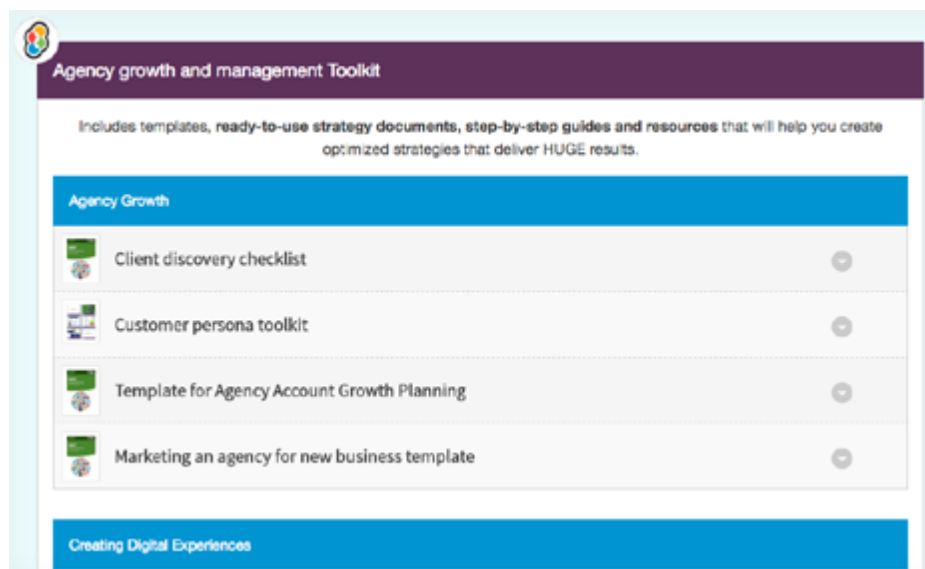 Agency growth and management Toolkit
Includes templates, ready-to-use strategy documents, step-by-step guides and resources that will help you create
optimized strategies that deliver HUGE results.
Agency Growth
Client discovery checklist
Customer persona toolkit
Template for Agency Account Growth Planning
Marketing an agency for new business template
Creating Digital Experiences